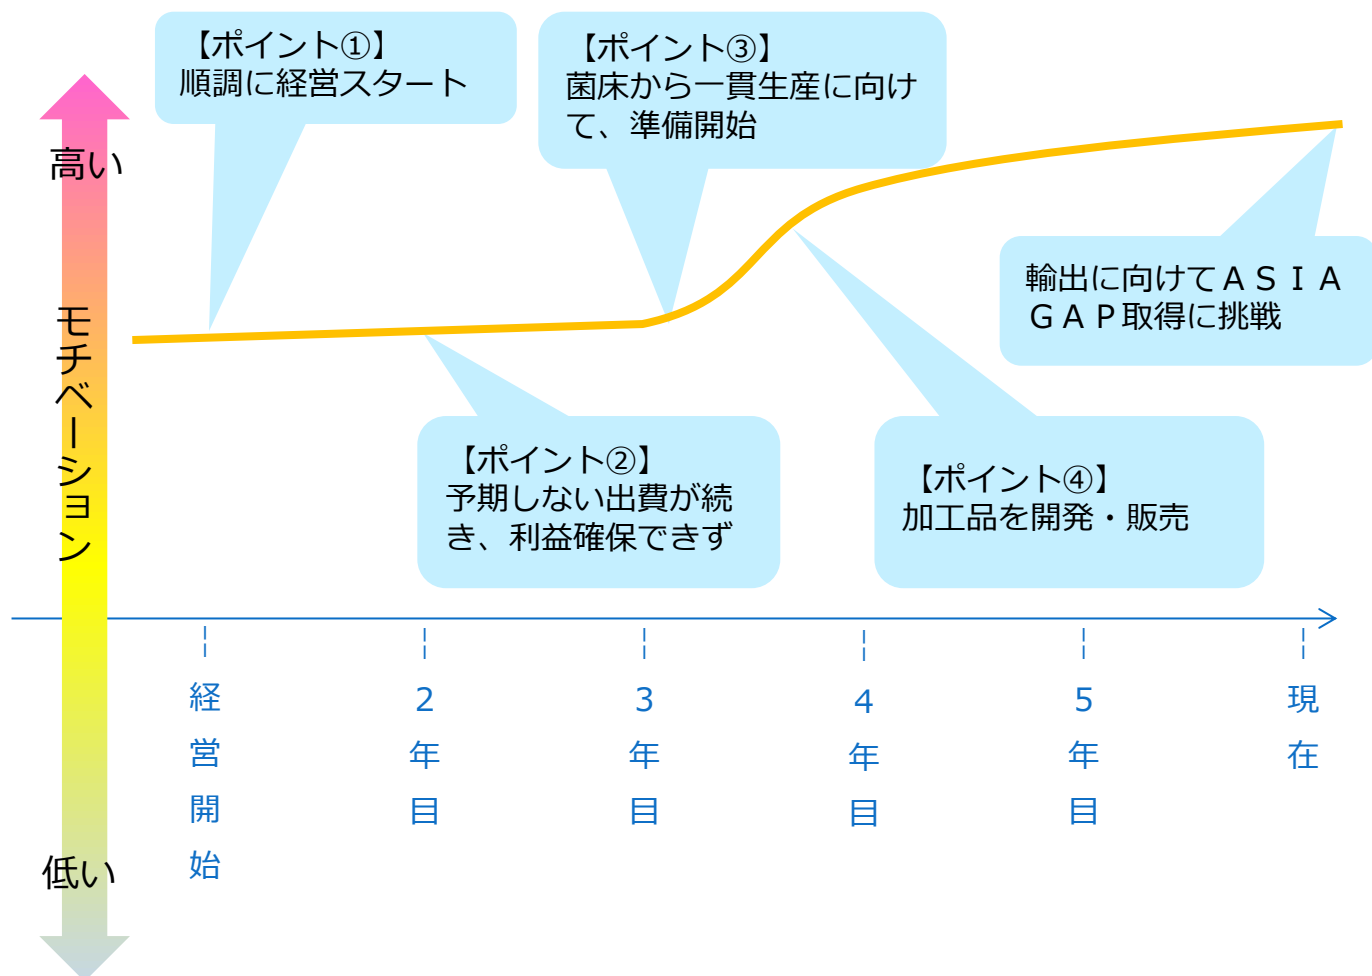 【ポイント①】
順調に経営スタート
【ポイント③】
菌床から一貫生産に向け
て、準備開始
高い
モチベーション
低い
輸出に向けてＡＳＩＡ
ＧＡＰ取得に挑戦
【ポイント②】
予期しない出費が続
き、利益確保できず
【ポイント④】
加工品を開発・販売
経営開始
2年目
3年目
4年目
5年目
現在